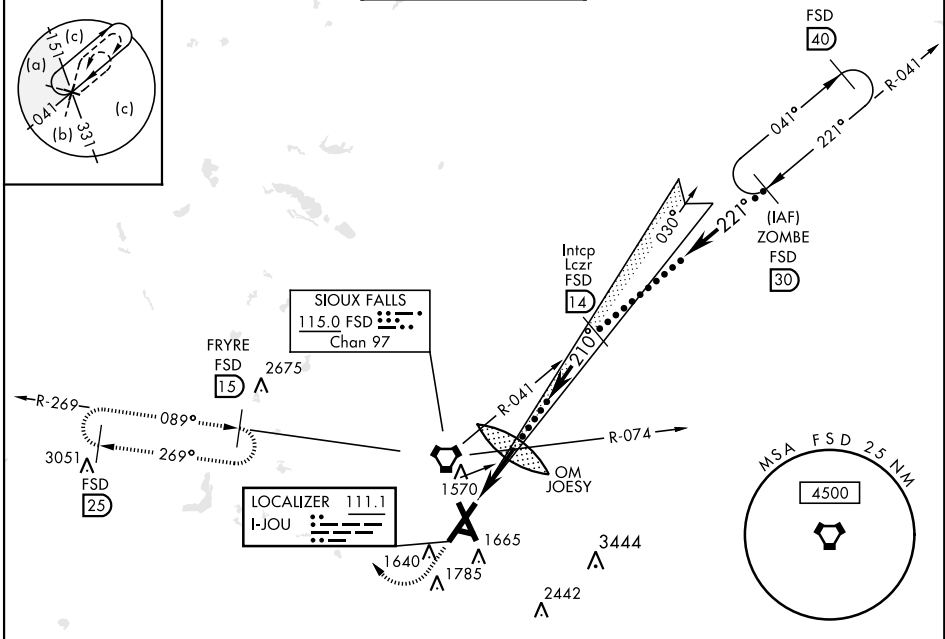 151
(c)
(a)
041
(b)
331
(c)
FSD
40
R-041
041°
221°
221°
(IAF)
ZOMBE
FSD
30
030°
Intcp
Lczr
FSD
14
210°
SIOUX FALLS
115.0 FSD
Chan 97
FRYRE
FSD
15
2675
R-269
089°
269°
3051
FSD
25
R-041
R-074
OM
JOESY
1570
LOCALIZER 111.1
I-JOU
1665
1640
1785
3444
2442
MSA FSD 25 NM
4500